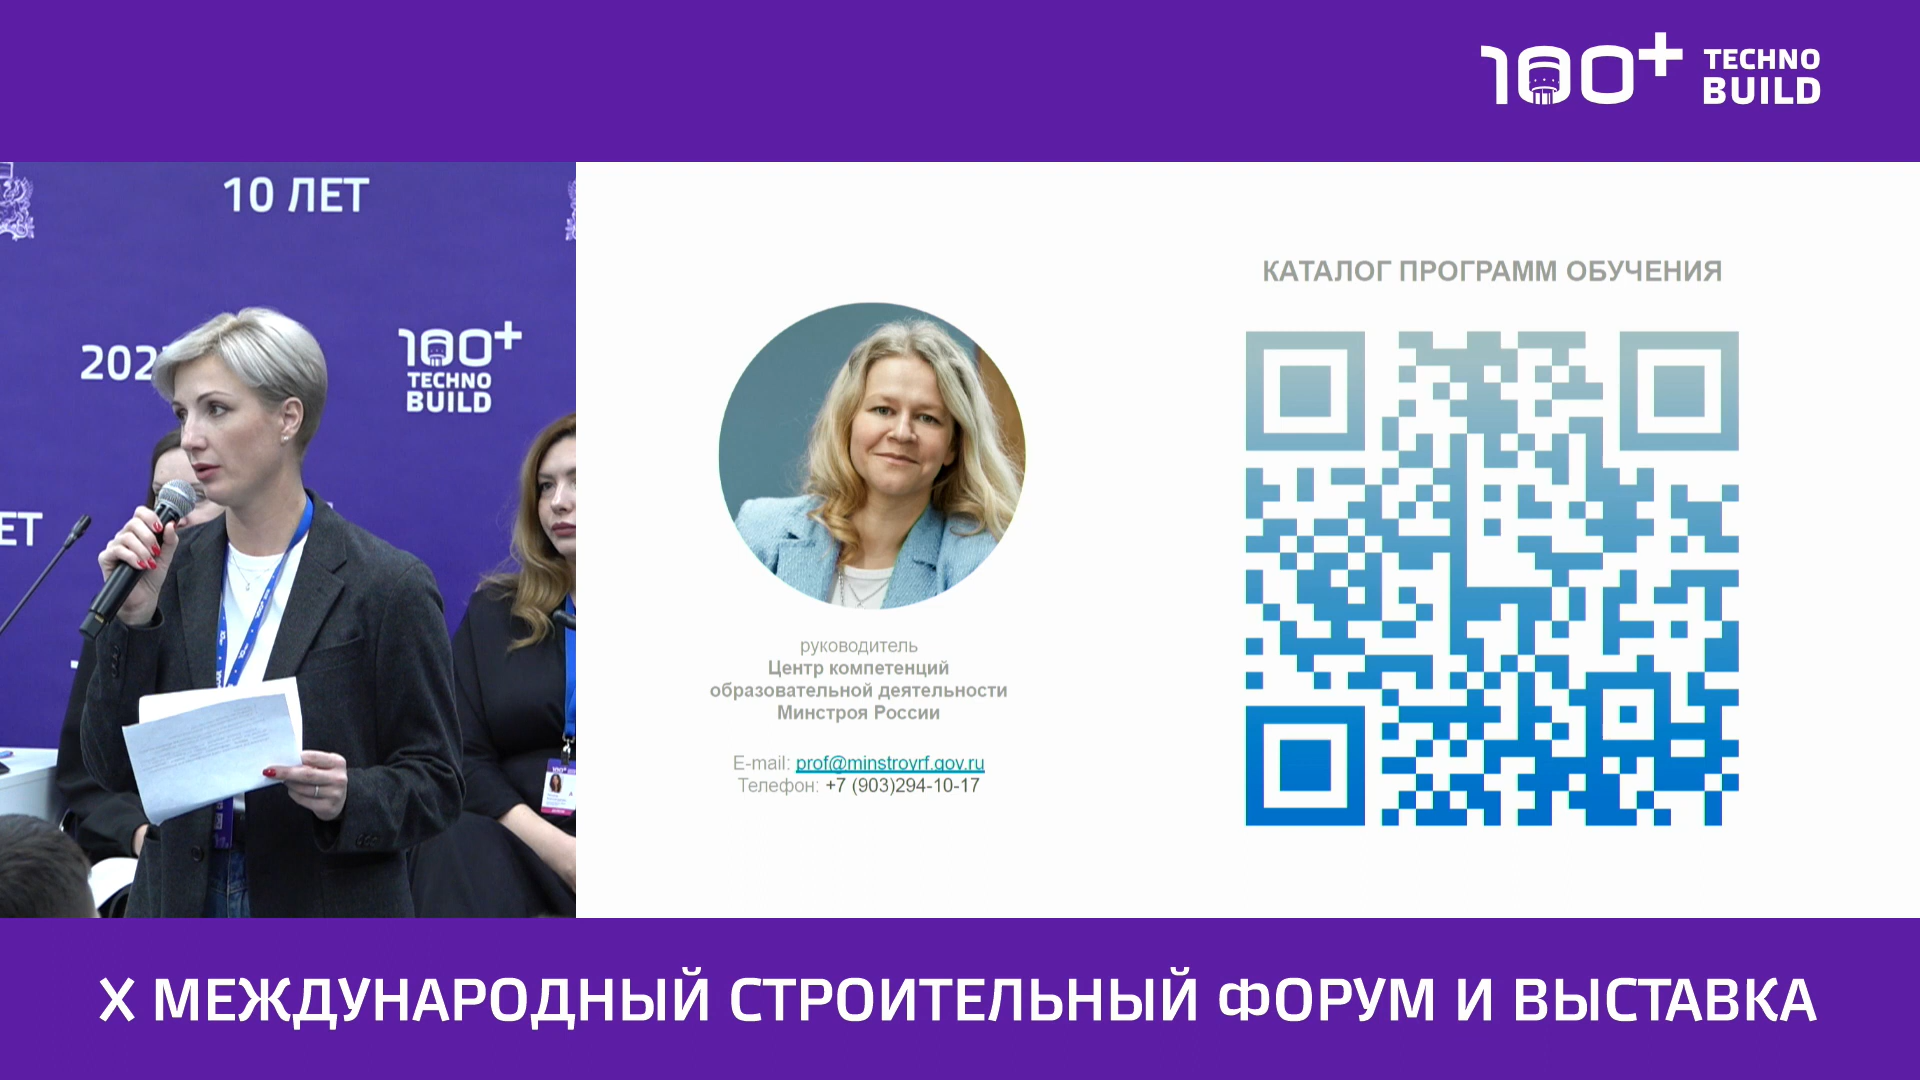 100+ TECHNO
BUILD
10 ЛЕТ
202
100+
TECHNO
BUILD
ЕТ
КАТАЛОГ ПРОГРАММ ОБУЧЕНИЯ
руководитель
Центр компетенций
образовательной деятельности
Минстроя России
E-mail: prof@minstroyrf.gov.ru
Телефон: +7 (903)294-10-17
X МЕЖДУНАРОДНЫЙ СТРОИТЕЛЬНЫЙ ФОРУМ И ВЫСТАВКА